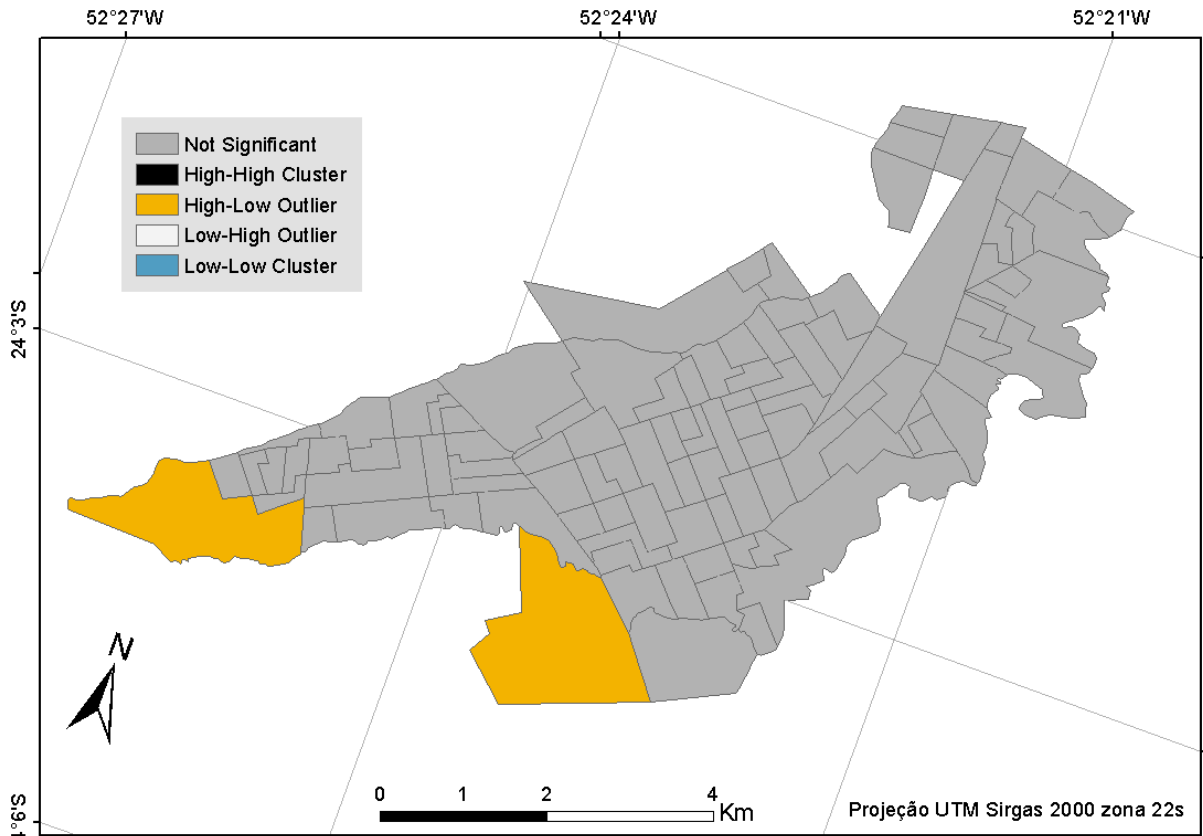 52°27'W 52°24'W 52°21'W
Not Significant
High-High Cluster
High-Low Outlier
Low-High Outlier
Low-Low Cluster
24°3'S
N
0 2 4
Km
Projeção UTM Sirgas 2000 zona 22s